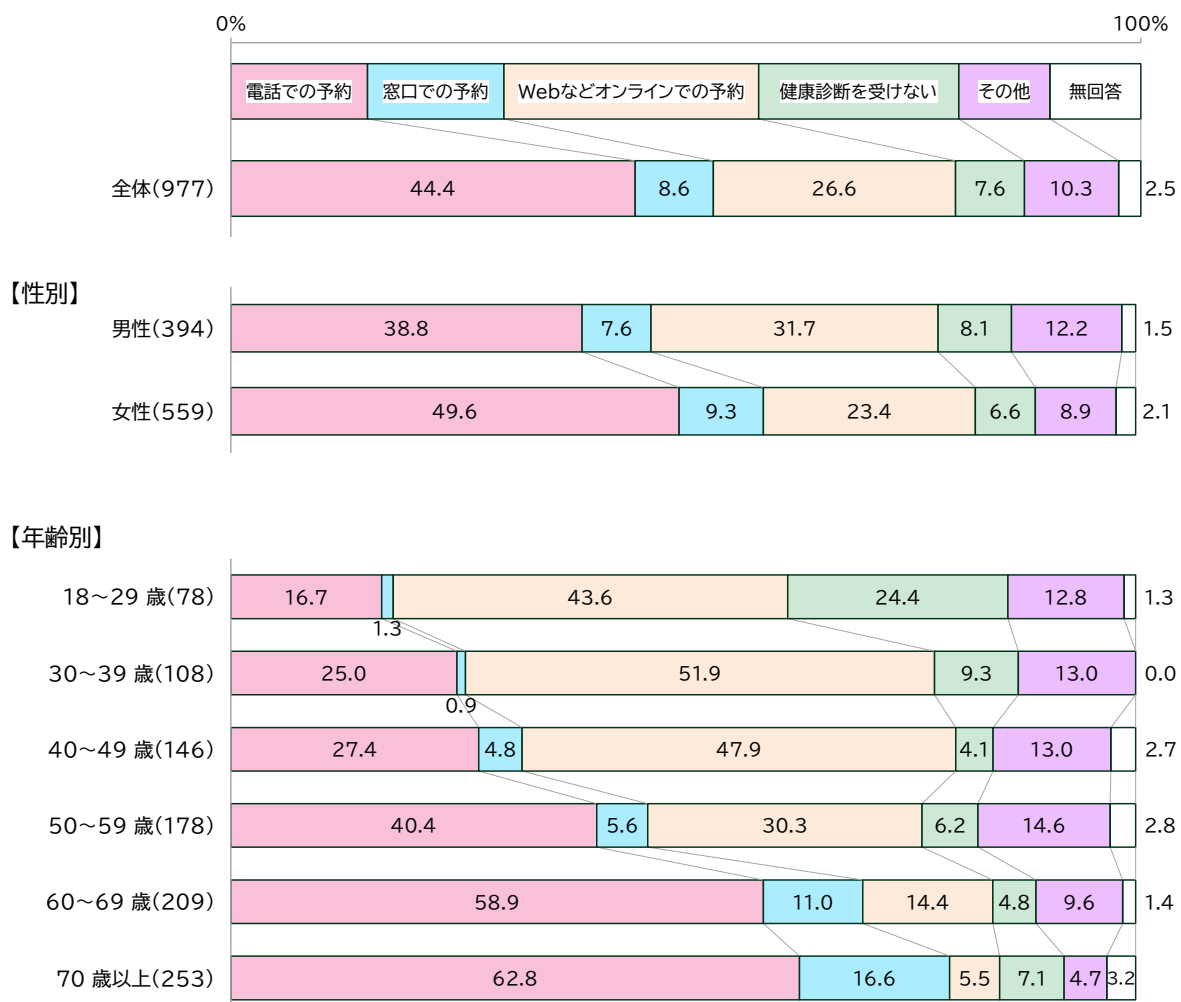 0% 100%
電話での予約 窓口での予約 Webなどオンラインでの予約 健康診断を受けない その他 無回答
全体(977) 44.4 8.6 26.6 7.6 10.3 2.5
【性別】
男性(394) 38.8 7.6 31.7 8.1 12.2 1.5
女性(559) 49.6 9.3 23.4 6.6 8.9 2.1
【年齢別】
18～29 歳(78) 16.7 1.3 43.6 24.4 12.8 1.3
30～39 歳(108) 25.0 0.9 51.9 9.3 13.0 0.0
40～49 歳(146) 27.4 4.8 47.9 4.1 13.0 2.7
50～59 歳(178) 40.4 5.6 30.3 6.2 14.6 2.8
60～69 歳(209) 58.9 11.0 14.4 4.8 9.6 1.4
70 歳以上(253) 62.8 16.6 5.5 7.1 4.7 3.2